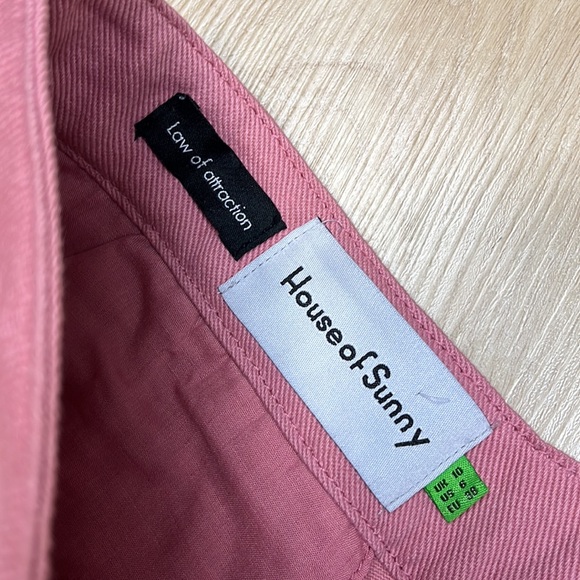 Law of attraction
House of Sunny
UK 10
US 6
EU 38